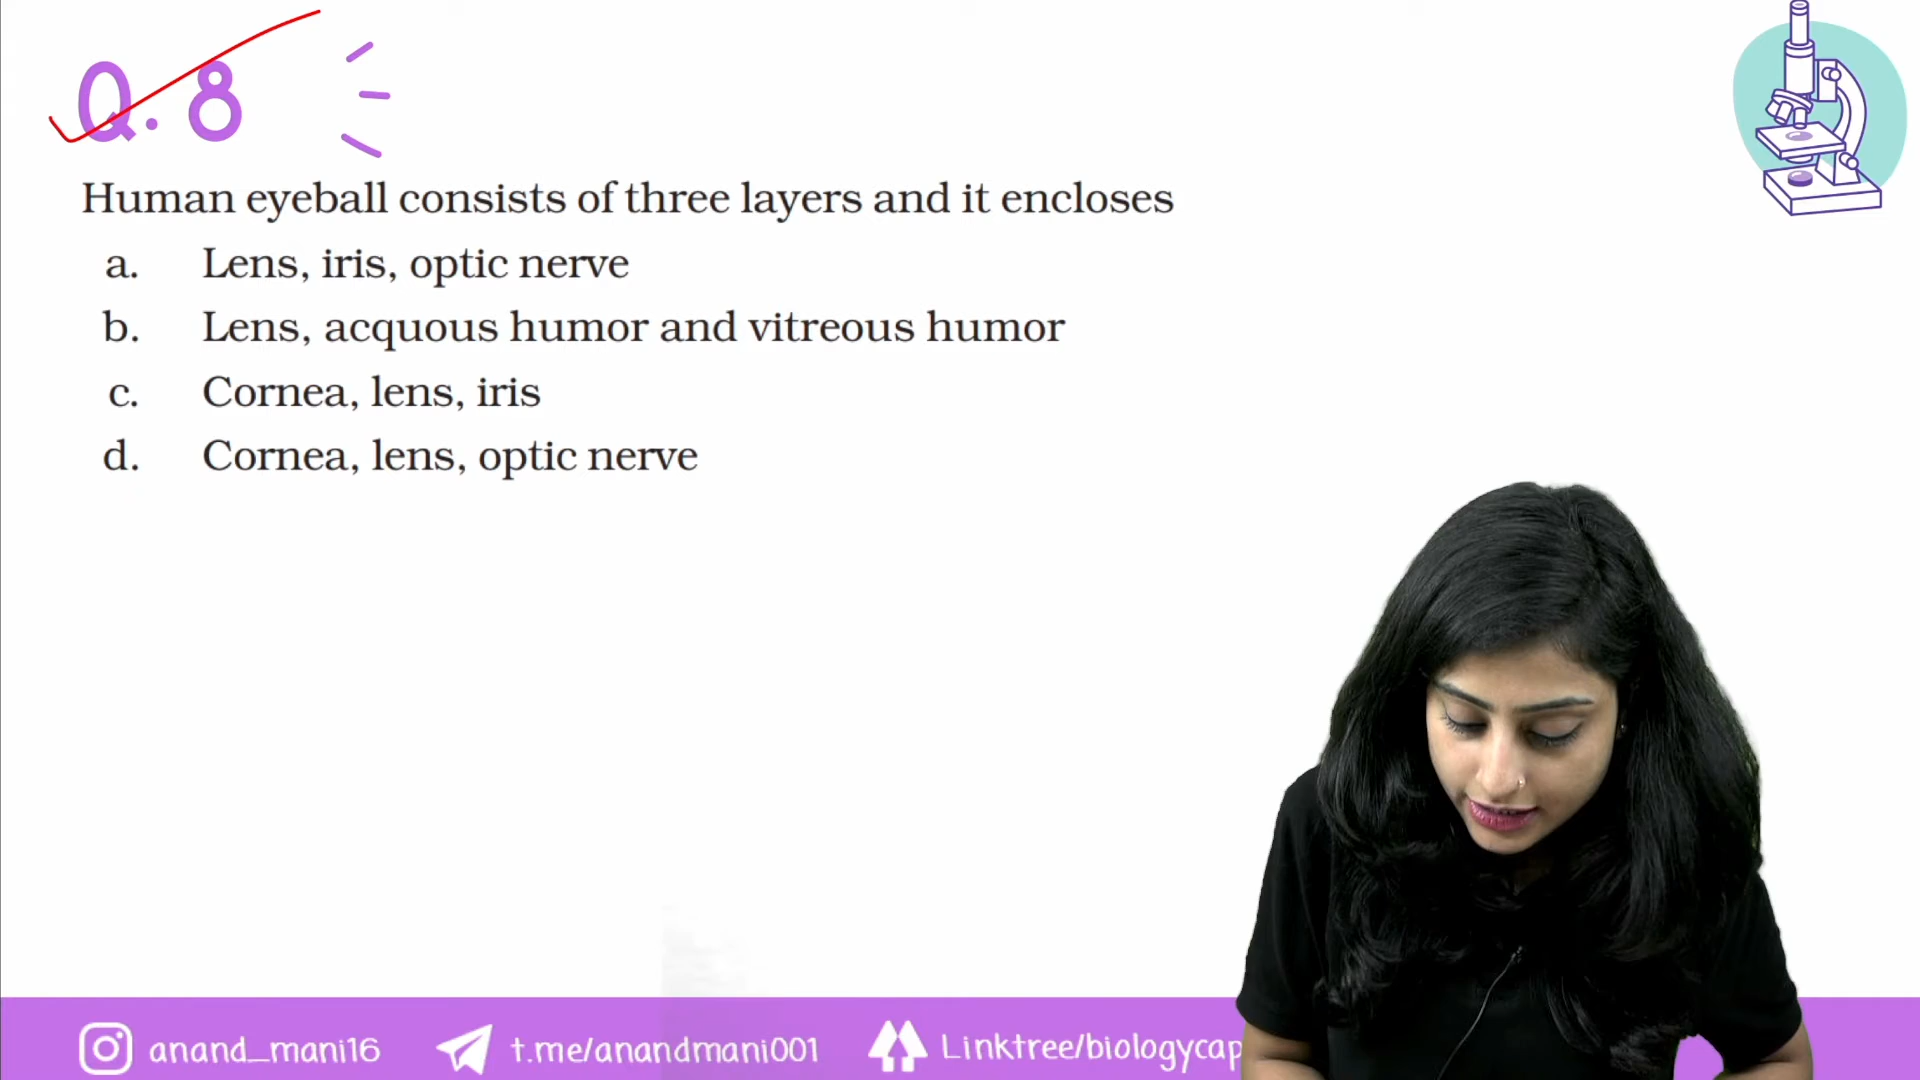 Q. 8
Human eyeball consists of three layers and it encloses
a. Lens, iris, optic nerve
b. Lens, acquous humor and vitreous humor
c. Cornea, lens, iris
d. Cornea, lens, optic nerve
anand_mani16 t.me/anandmani001 Linktree/biologycap